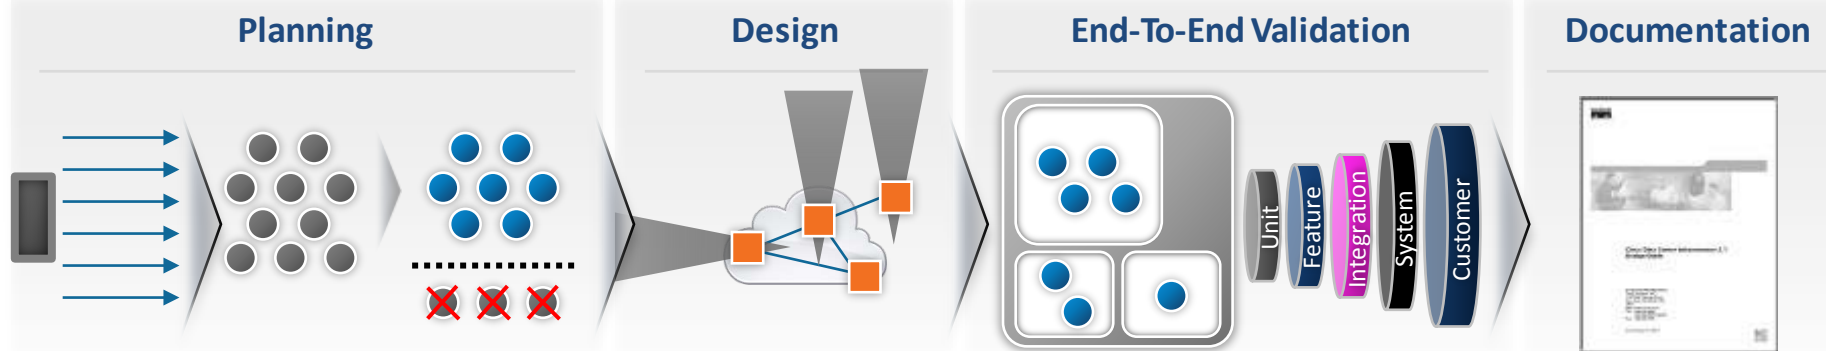 Planning
Design
End-To-End Validation
Documentation
Unit
Feature
Integration
System
Customer